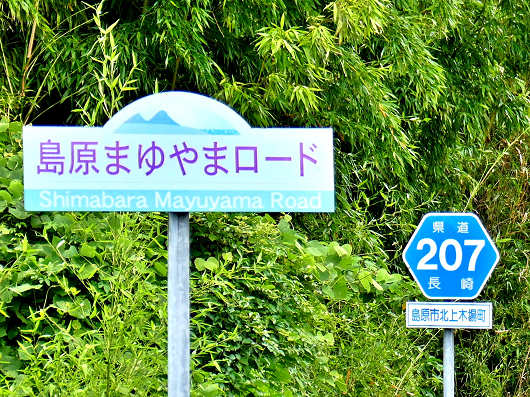 島原まゆやまロード
Shimabara Mayuyama Road
県道
207
長崎
島原市北上木場町